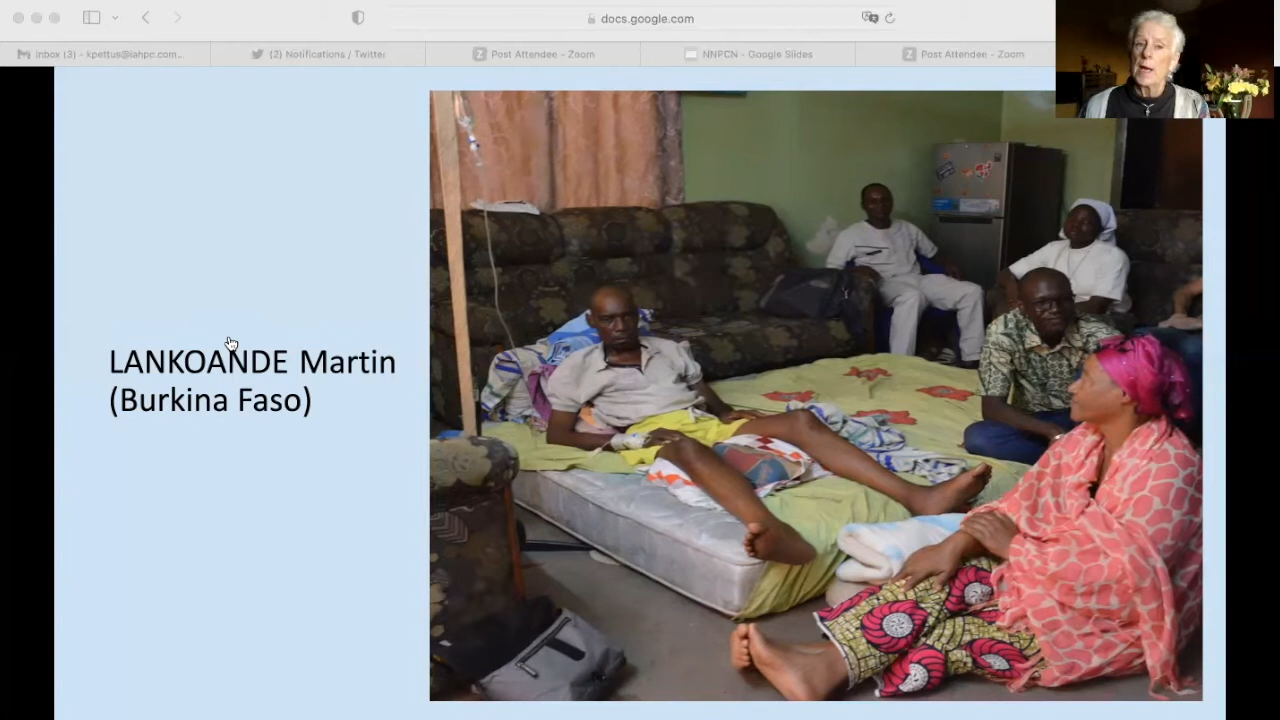 docs.google.com
inbox (3) - kpettus@iahpc.com...
(2) Notifications / Twitter
Post Attendee - Zoom
NNPCN - Google Slides
Post Attendee - Zoom
LANKOANDE Martin
(Burkina Faso)